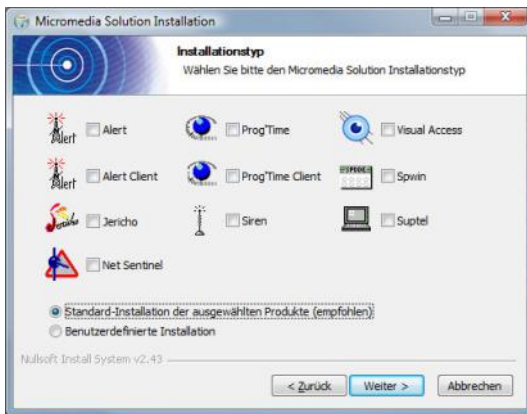 Micromedia Solution Installation
Installationstyp
Wählen Sie bitte den Micromedia Solution Installationstyp
Alert Alert Prog'Time Visual Access
Alert Alert Client Prog'Time Client Spwin
Jericho Siren Suptel
Net Sentinel
Standard-Installation der ausgewählten Produkte (empfohlen)
Benutzerdefinierte Installation
Nullsoft Install System v2.43
< Zurück Weiter > Abbrechen